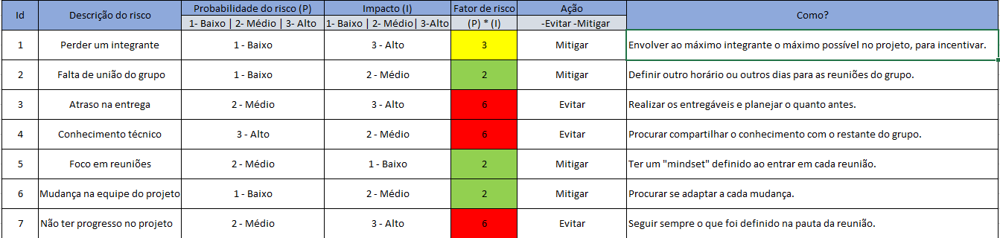 Id | Descrição do risco | Probabilidade do risco (P) | Impacto (I) | Fator de risco | Ação | Como?
1- Baixo | 2- Médio | 3- Alto | 1- Baixo | 2- Médio| 3-Alto | (P) * (I) | -Evitar -Mitigar
1 | Perder um integrante | 1 - Baixo | 3 - Alto | 3 | Mitigar | Envolver ao máximo integrante o máximo possível no projeto, para incentivar.
2 | Falta de união do grupo | 1 - Baixo | 2 - Médio | 2 | Mitigar | Definir outro horário ou outros dias para as reuniões do grupo.
3 | Atraso na entrega | 2 - Médio | 3 - Alto | 6 | Evitar | Realizar os entregáveis e planejar o quanto antes.
4 | Conhecimento técnico | 3 - Alto | 2 - Médio | 6 | Evitar | Procurar compartilhar o conhecimento com o restante do grupo.
5 | Foco em reuniões | 2 - Médio | 1 - Baixo | 2 | Mitigar | Ter um "mindset" definido ao entrar em cada reunião.
6 | Mudança na equipe do projeto | 1 - Baixo | 2 - Médio | 2 | Mitigar | Procurar se adaptar a cada mudança.
7 | Não ter progresso no projeto | 2 - Médio | 3 - Alto | 6 | Evitar | Seguir sempre o que foi definido na pauta da reunião.